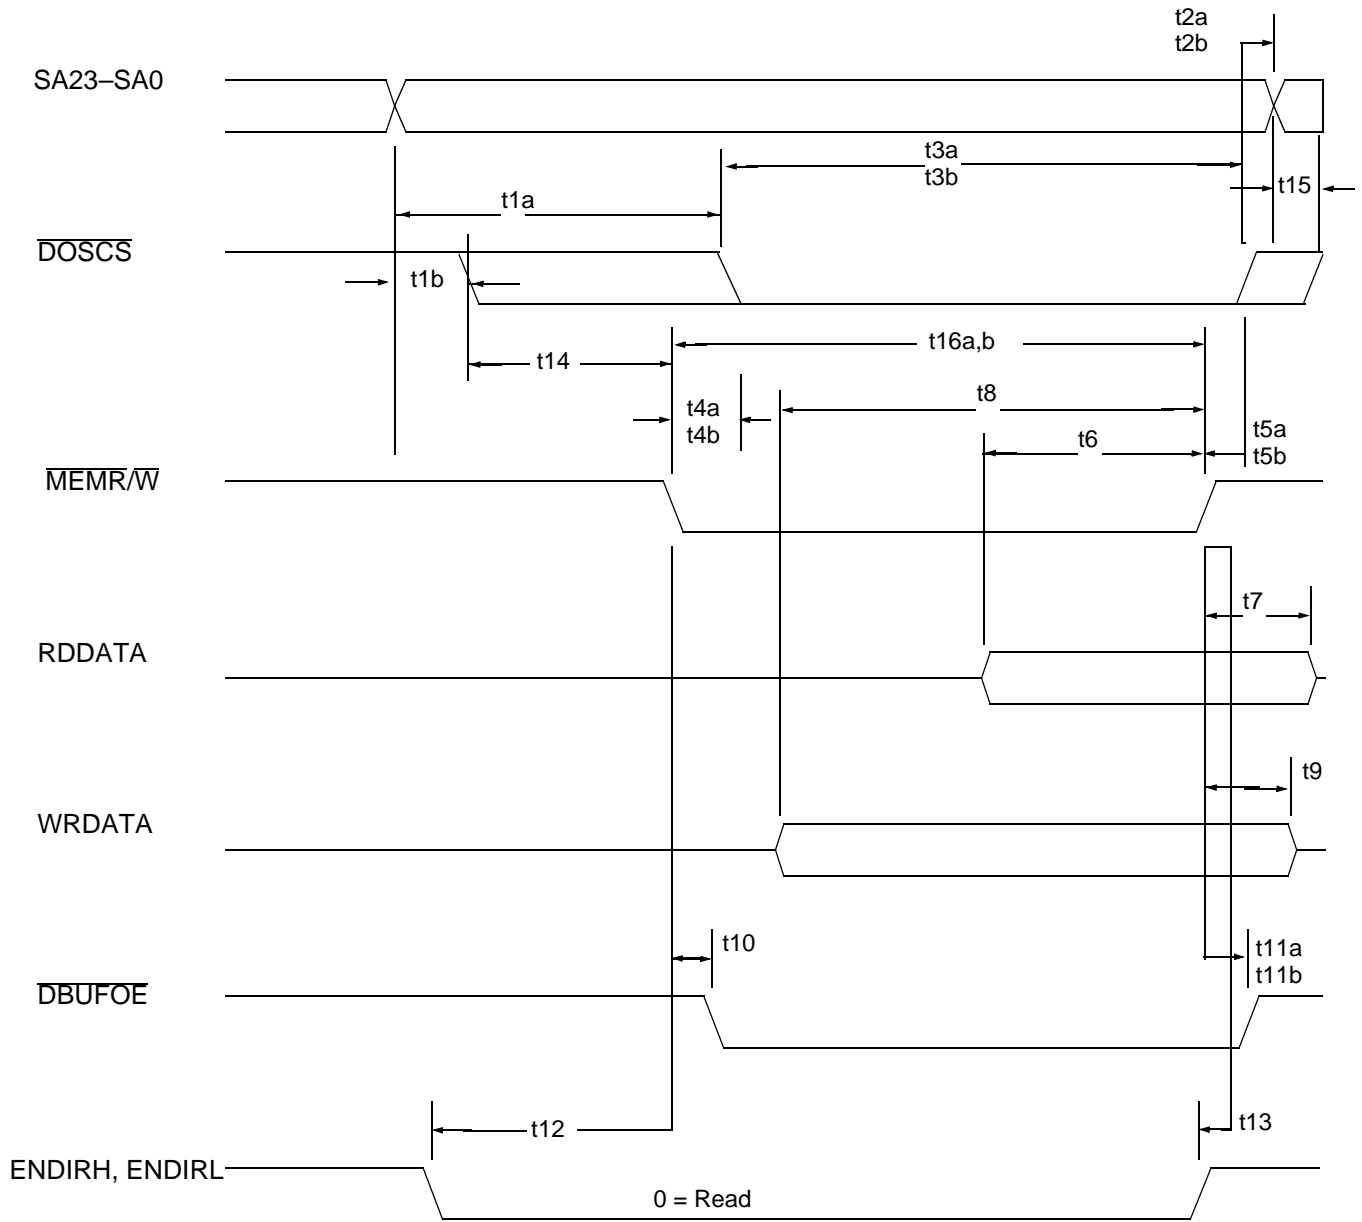 t2a
t2b
SA23–SA0
t3a
t3b
t15
t1a
DOSCS
t1b
t16a,b
t14
t8
t4a
t4b
t6
t5a
t5b
MEMR/W
t7
RDDATA
t9
WRDATA
t10
t11a
t11b
DBUFOE
t12
t13
ENDIRH, ENDIRL
0 = Read